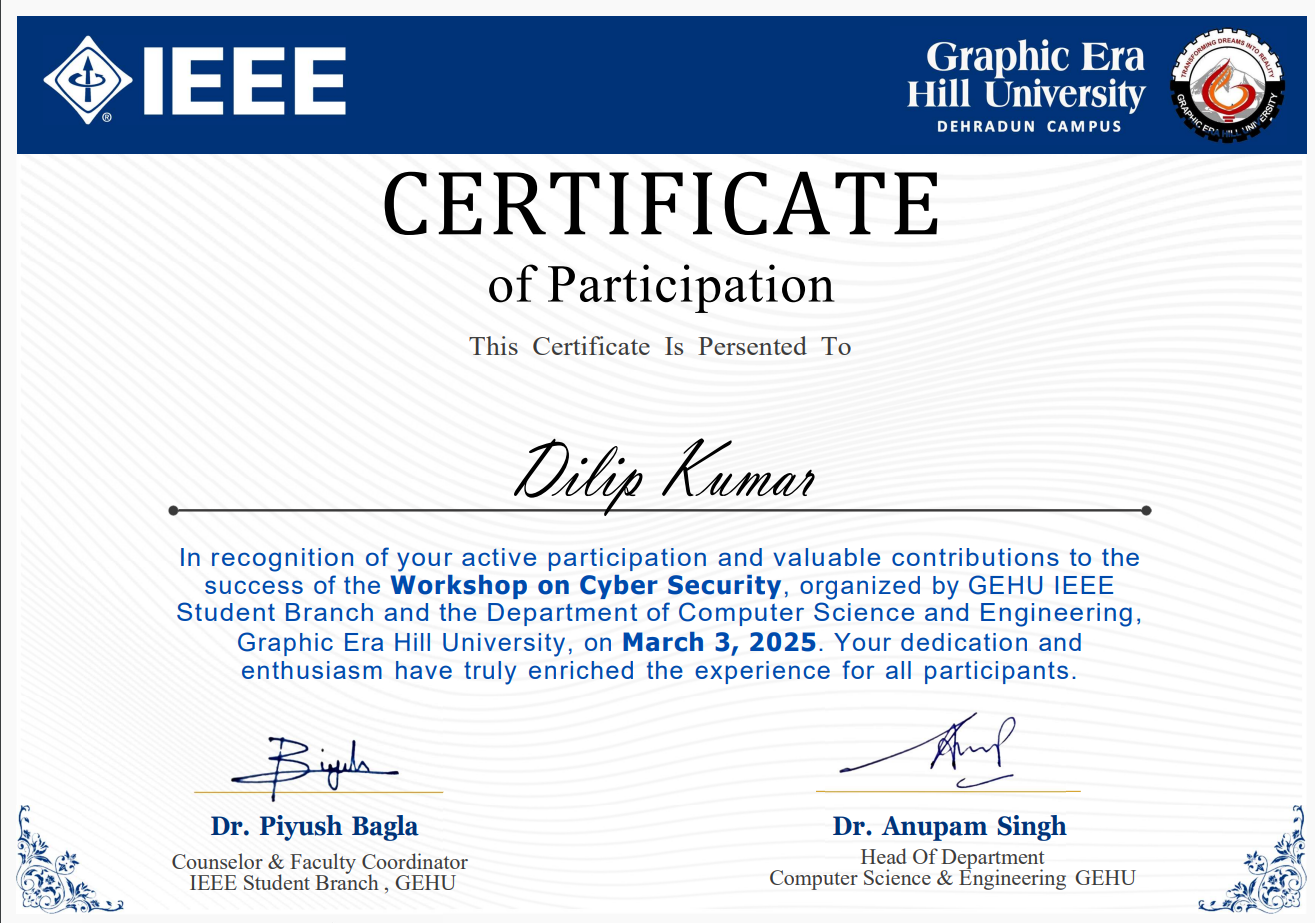 IEEE
®
Graphic Era
Hill University
DEHRADUN CAMPUS
TRANSFORMING DREAMS INTO REALITY
GRAPHIC ERA HILL UNIVERSITY
CERTIFICATE
of Participation
This Certificate Is Persented To
Dilip Kumar
In recognition of your active participation and valuable contributions to the
success of the Workshop on Cyber Security, organized by GEHU IEEE
Student Branch and the Department of Computer Science and Engineering,
Graphic Era Hill University, on March 3, 2025. Your dedication and
enthusiasm have truly enriched the experience for all participants.
Dr. Piyush Bagla
Counselor & Faculty Coordinator
IEEE Student Branch , GEHU
Dr. Anupam Singh
Head Of Department
Computer Science & Engineering GEHU